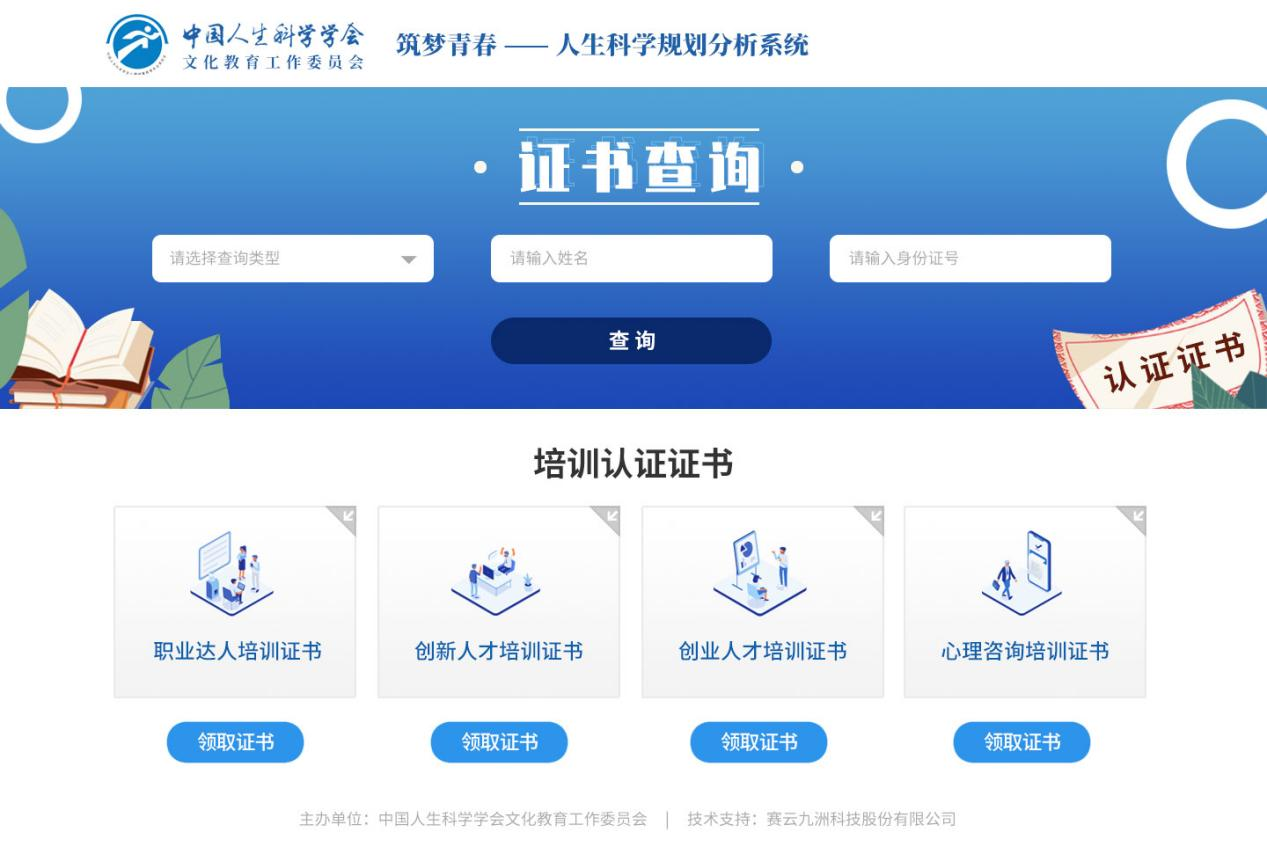 中国人生科学学会
文化教育工作委员会
筑梦青春 —— 人生科学规划分析系统
证书查询
请选择查询类型
请输入姓名
请输入身份证号
查询
认证证书
培训认证证书
职业达人培训证书
创新人才培训证书
创业人才培训证书
心理咨询培训证书
领取证书
领取证书
领取证书
领取证书
主办单位：中国人生科学学会文化教育工作委员会 | 技术支持：赛云九洲科技股份有限公司